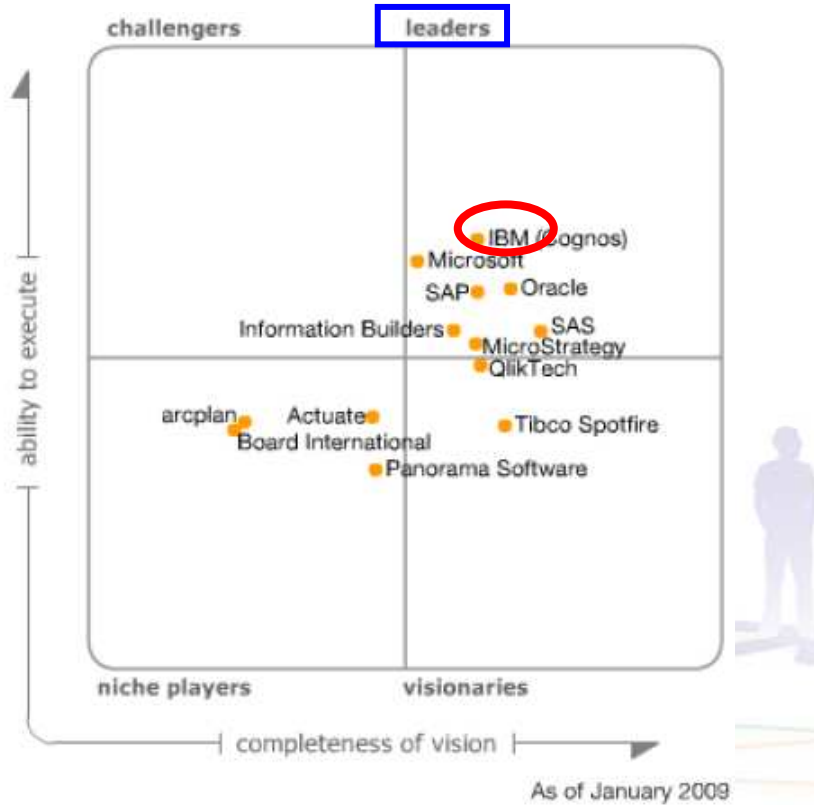 challengers
leaders
IBM (Cognos)
Microsoft
SAP
Oracle
Information Builders
SAS
MicroStrategy
QlikTech
arcplan
Actuate
Tibco Spotfire
Board International
Panorama Software
ability to execute
niche players
visionaries
completeness of vision
As of January 2009